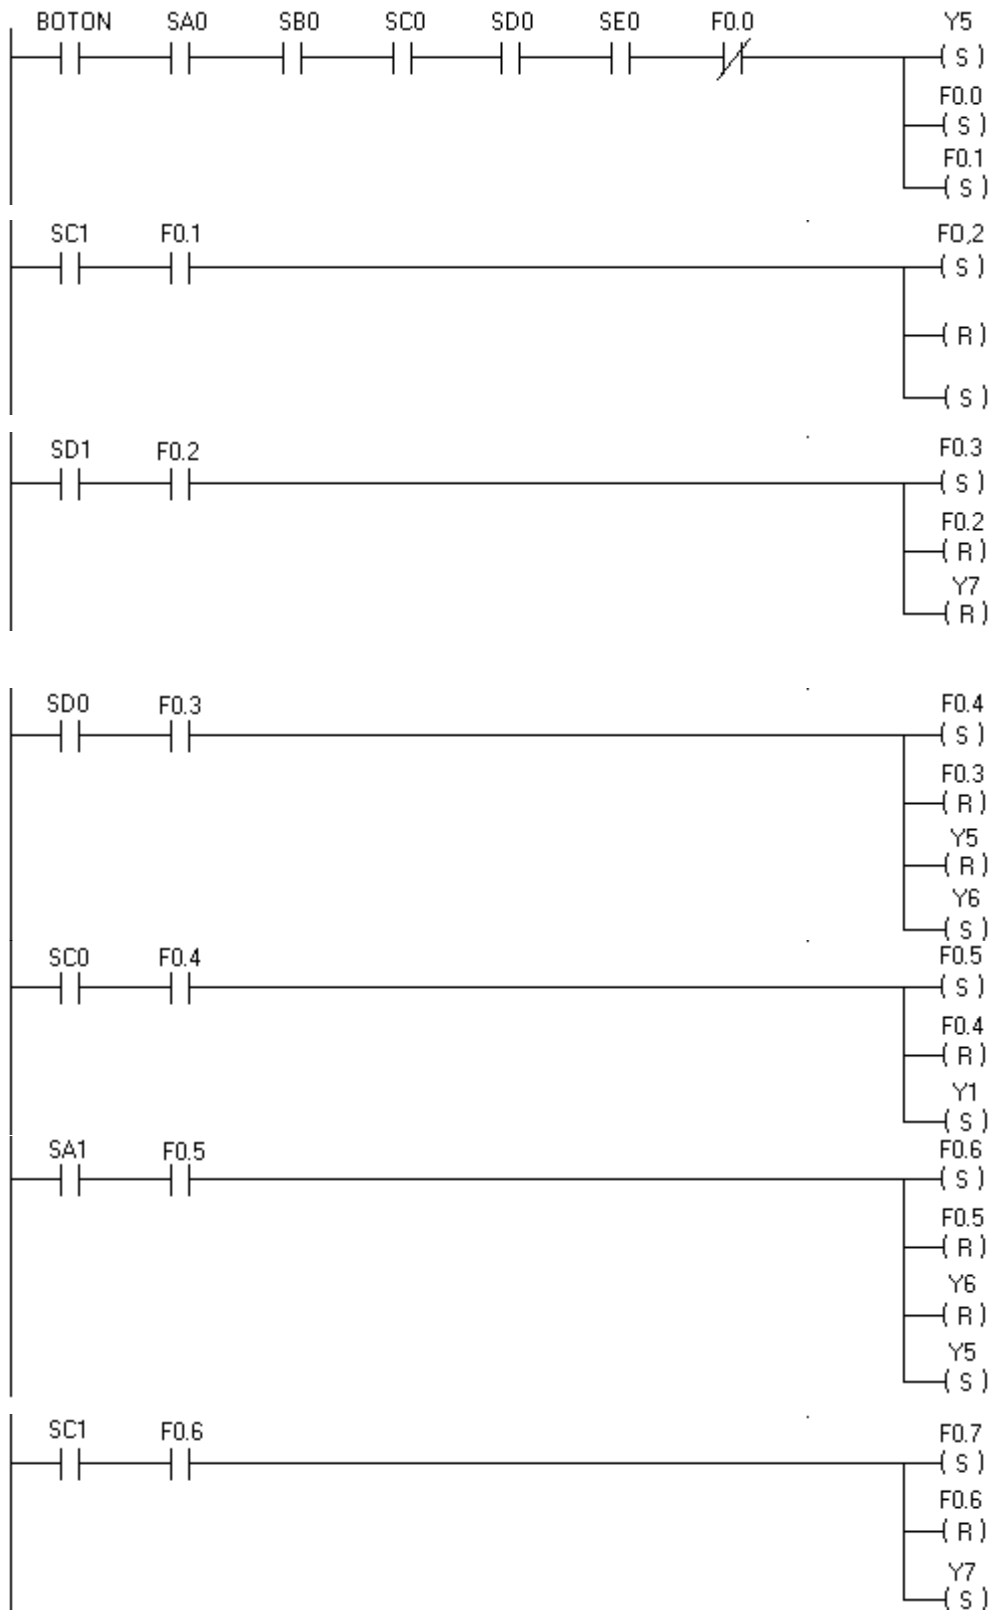 BOTON SA0 SB0 SC0 SD0 SE0 F0.0 Y5
( S )
F0.0
( S )
F0.1
( S )
SC1 F0.1 F0,2
( S )
( R )
( S )
SD1 F0.2 F0.3
( S )
F0.2
( R )
Y7
( R )
SD0 F0.3 F0.4
( S )
F0.3
( R )
Y5
( R )
Y6
( S )
SC0 F0.4 F0.5
( S )
F0.4
( R )
Y1
( S )
SA1 F0.5 F0.6
( S )
F0.5
( R )
Y6
( R )
Y5
( S )
SC1 F0.6 F0.7
( S )
F0.6
( R )
Y7
( S )